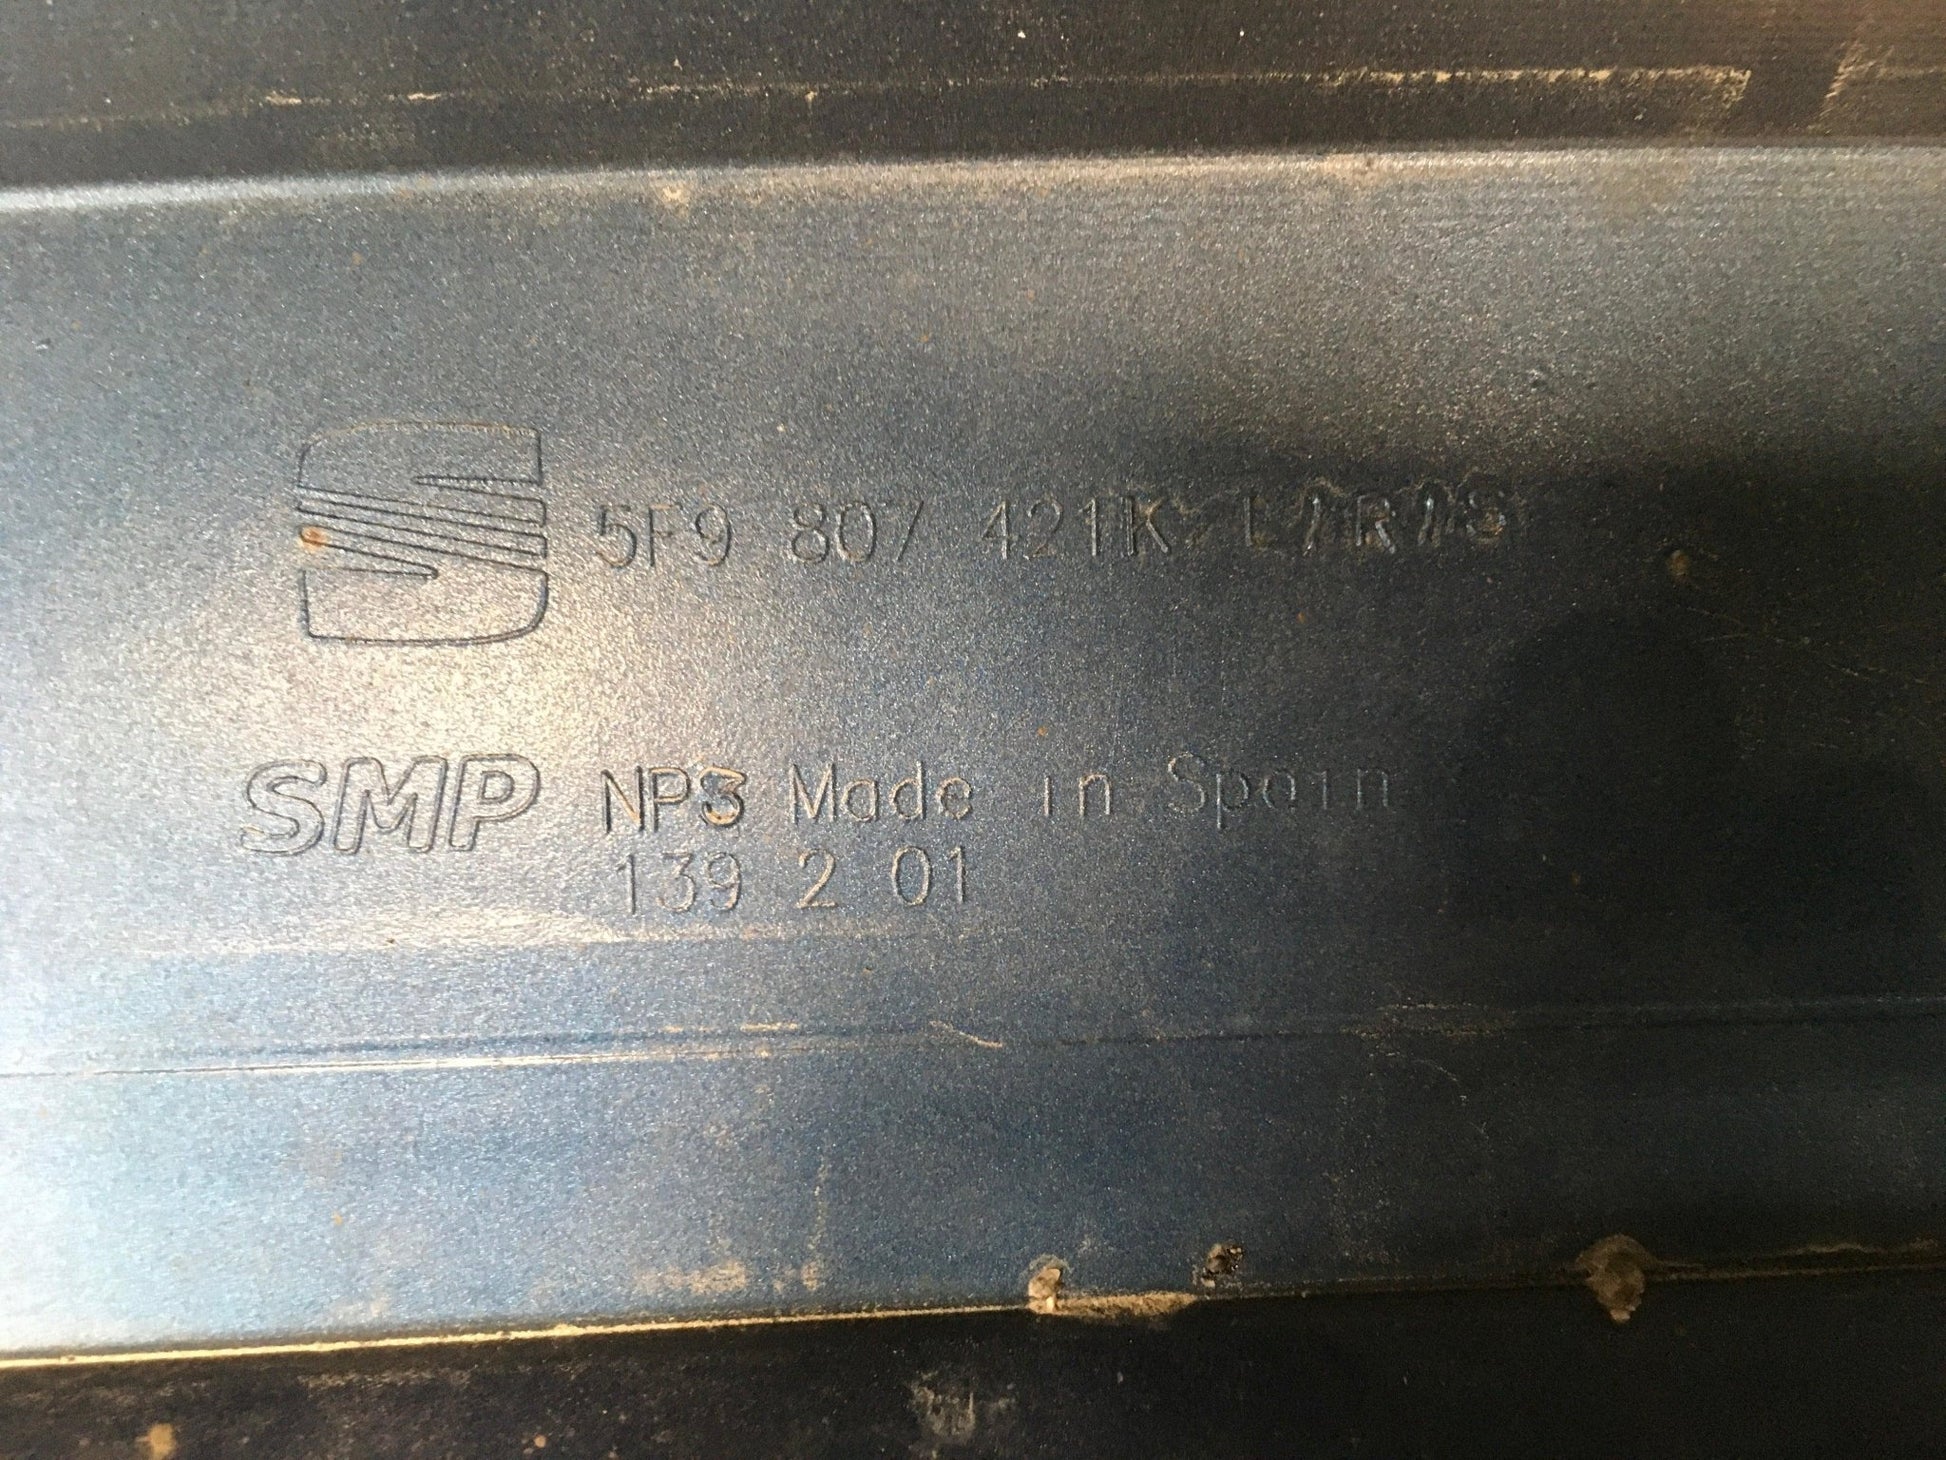 5F9 807 421K L/R/S
SMP NP3 Made in Spain
139 2 01